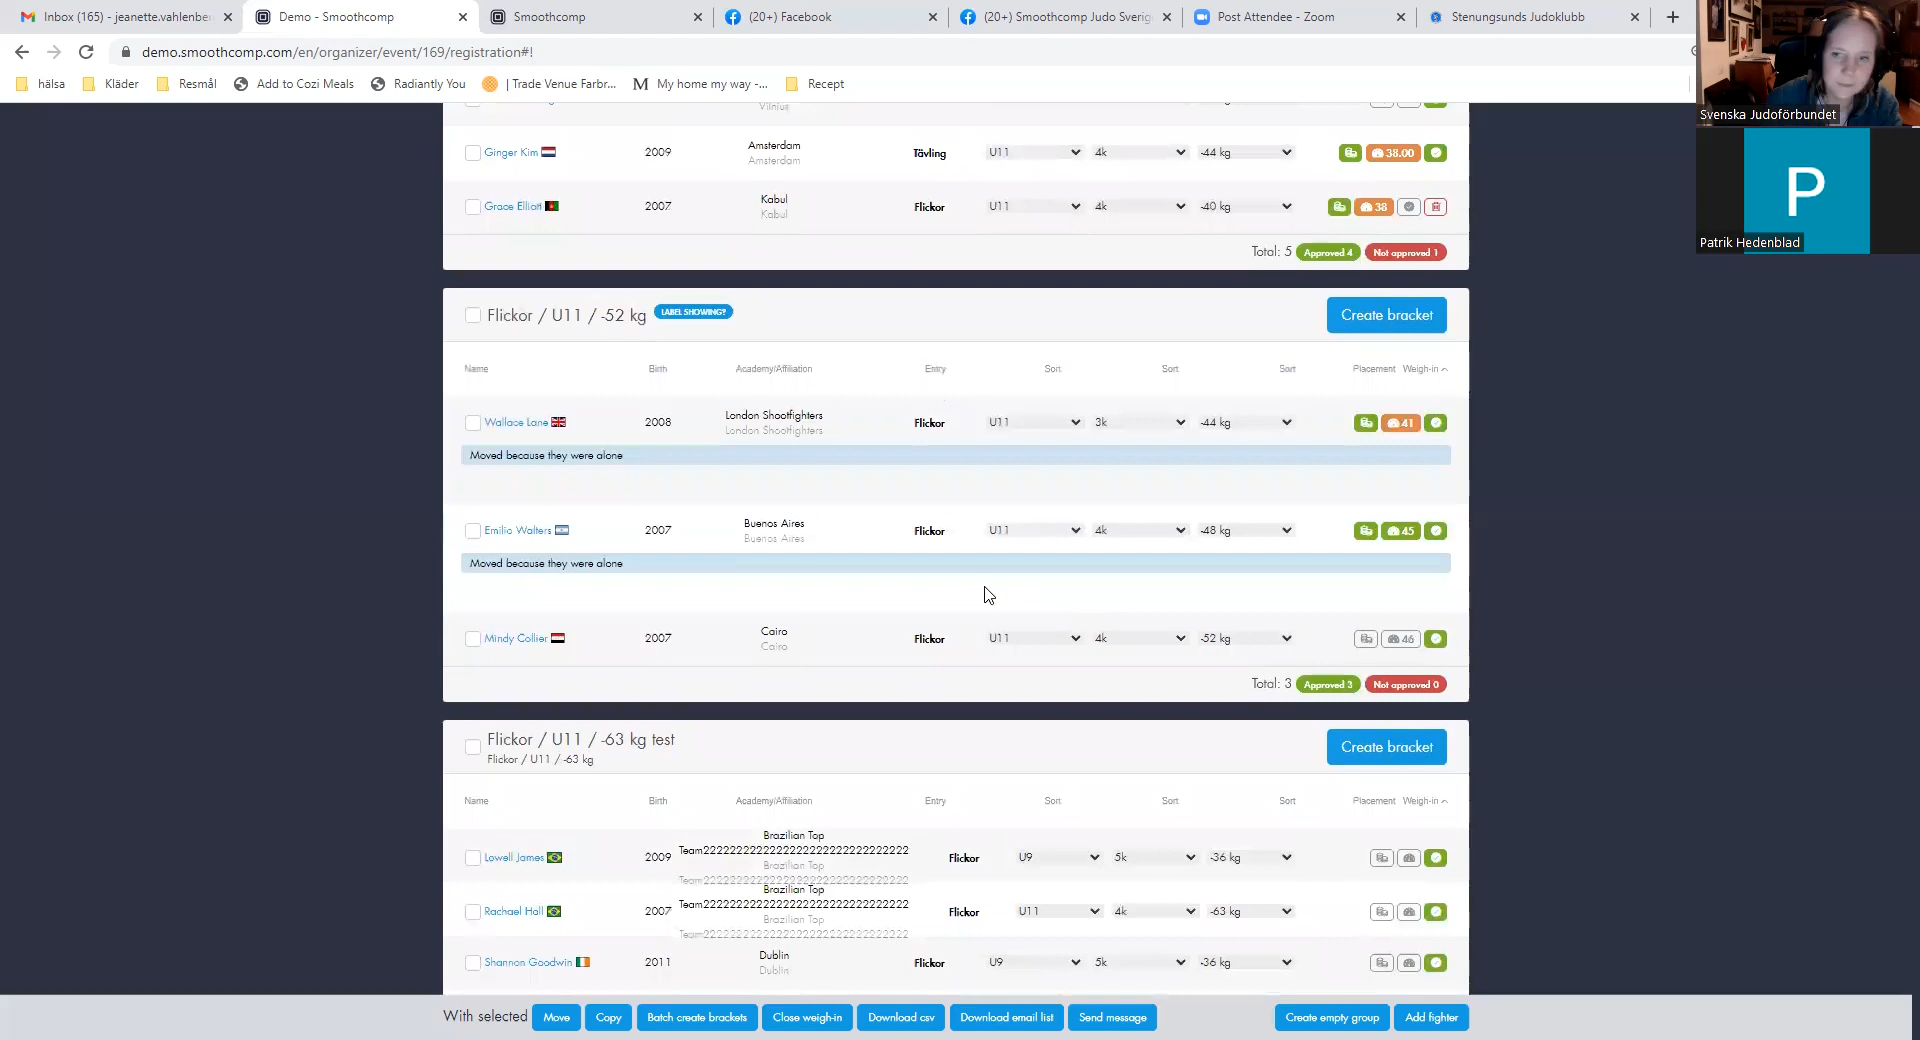 Inbox (165) - jeanette.vahlenber
Demo - Smoothcomp
Smoothcomp
(20+) Facebook
(20+) Smoothcomp Judo Sverig
Post Attendee - Zoom
Stenungsunds Judoklubb
demo.smoothcomp.com/en/organizer/event/169/registration#!
hälsa
Kläder
Resmål
Add to Cozi Meals
Radiantly You
| Trade Venue Farbr...
M My home my way -...
Recept
Svenska Judoförbundet
P
Patrik Hedenblad
Vilnius
Ginger Kim 2009 Amsterdam Tävling U11 4k -44 kg 38.00
Amsterdam
Grace Elliott 2007 Kabul Flickor U11 4k -40 kg 38
Kabul
Total: 5 Approved 4 Not approved 1
Flickor / U11 / -52 kg LABEL SHOWING? Create bracket
Name Birth Academy/Affiliation Entry Sort Sort Sort Placement Weigh-in
Wallace Lane 2008 London Shootfighters Flickor U11 3k -44 kg 41
London Shootfighters
Moved because they were alone
Emilio Walters 2007 Buenos Aires Flickor U11 4k -48 kg 45
Buenos Aires
Moved because they were alone
Mindy Collier 2007 Cairo Flickor U11 4k -52 kg 46
Cairo
Total: 3 Approved 3 Not approved 0
Flickor / U11 / -63 kg test Create bracket
Flickor / U11 / -63 kg
Name Birth Academy/Affiliation Entry Sort Sort Sort Placement Weigh-in
Lowell James 2009 Brazilian Top Flickor U9 5k -36 kg
Brazilian Top
Rachael Hall 2007 Brazilian Top Flickor U11 4k -63 kg
Brazilian Top
Shannon Goodwin 2011 Dublin Flickor U9 5k -36 kg
Dublin
With selected Move Copy Batch create brackets Close weigh-in Download csv Download email list Send message Create empty group Add fighter